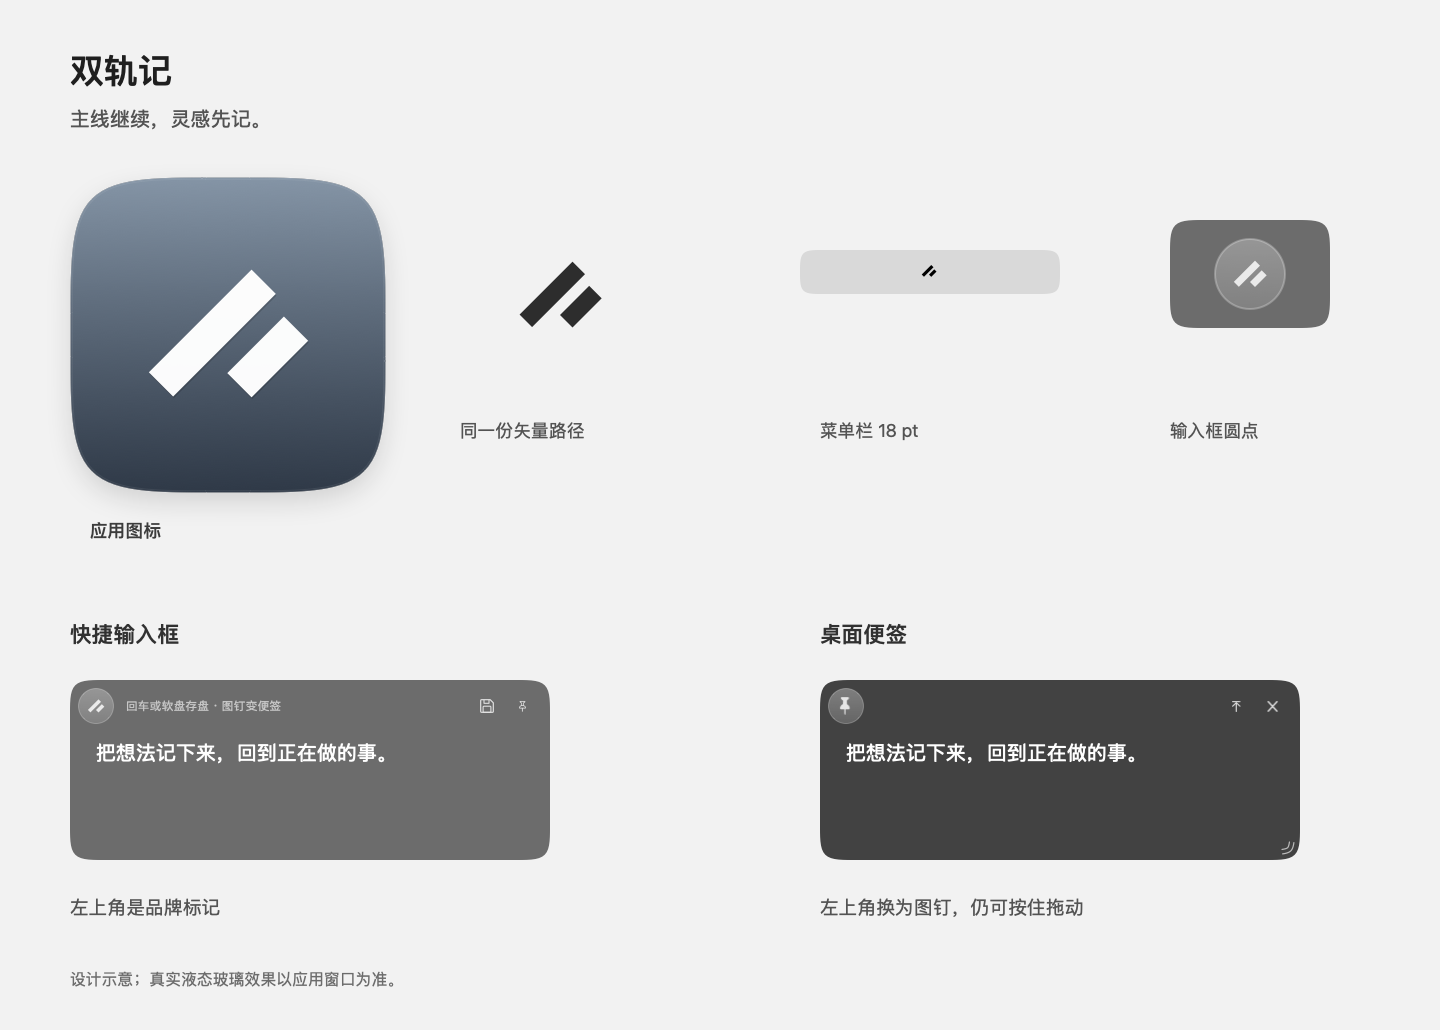 双轨记
主线继续，灵感先记。
同一份矢量路径
菜单栏 18 pt
输入框圆点
应用图标
快捷输入框
桌面便签
回车或软盘存盘 · 图钉变便签
把想法记下来，回到正在做的事。
把想法记下来，回到正在做的事。
左上角是品牌标记
左上角换为图钉，仍可按住拖动
设计示意；真实液态玻璃效果以应用窗口为准。